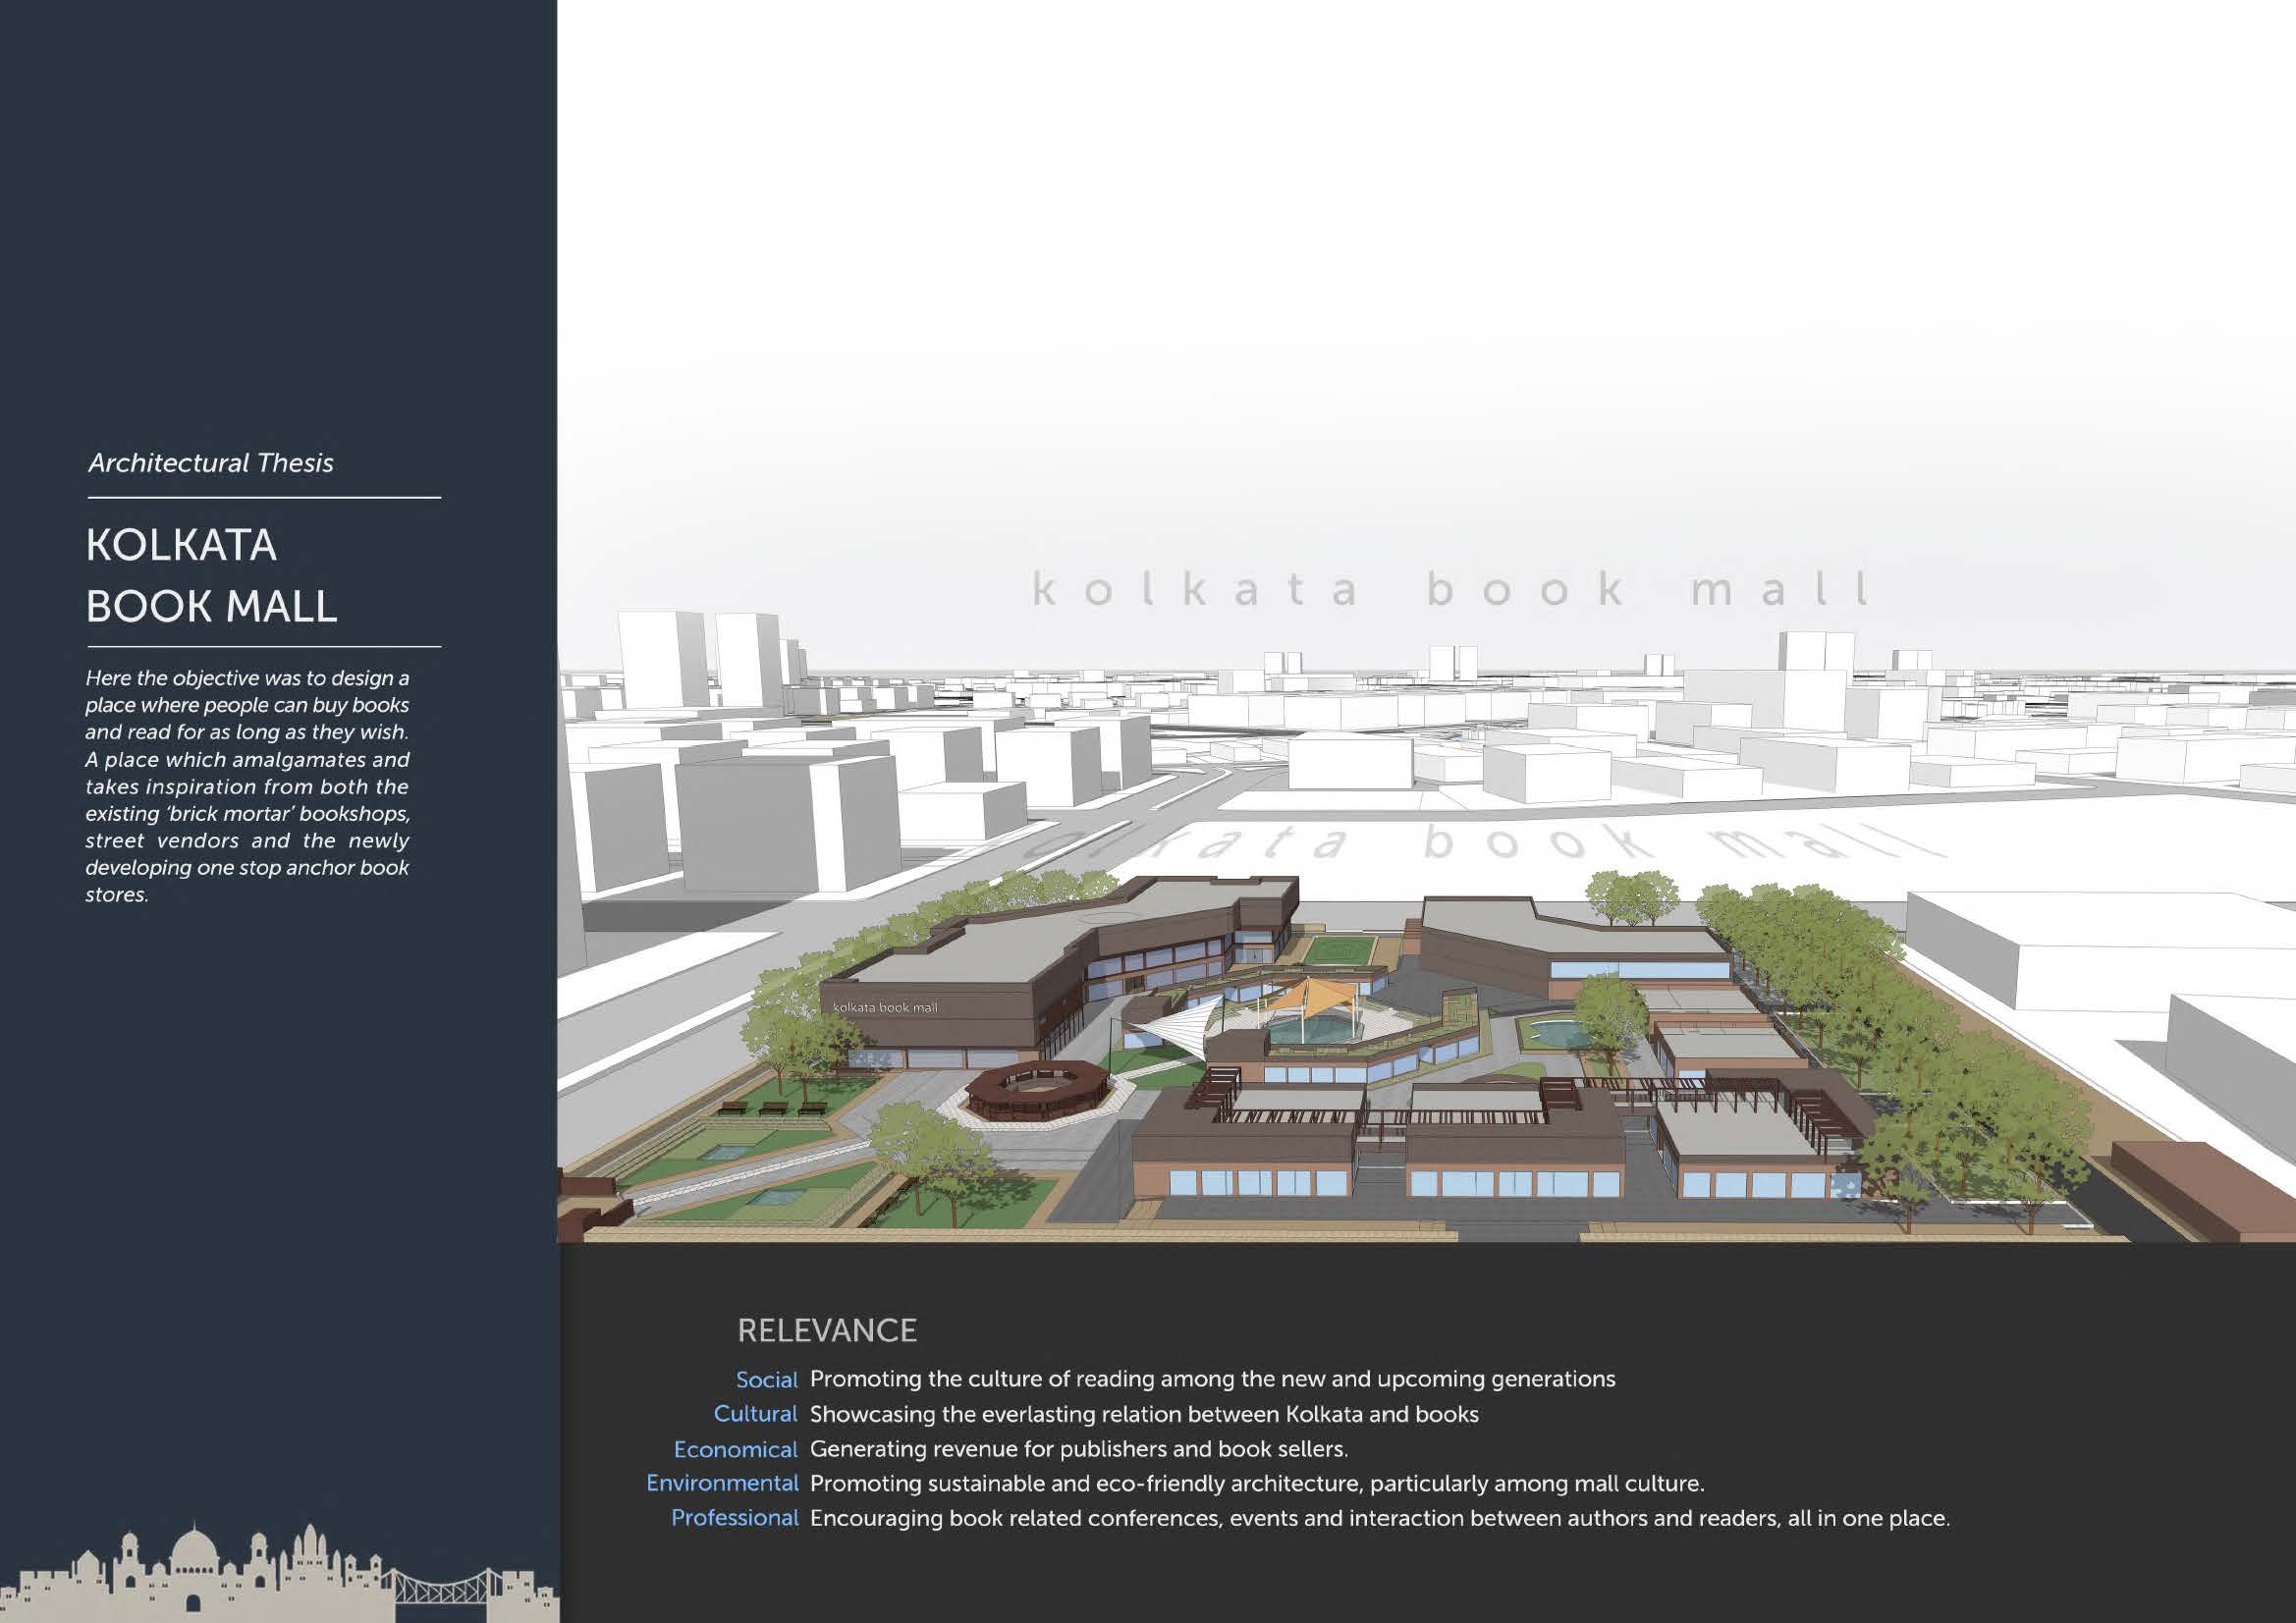 Architectural Thesis
KOLKATA
BOOK MALL
Here the objective was to design a
place where people can buy books
and read for as long as they wish.
A place which amalgamates and
takes inspiration from both the
existing ‘brick mortar’ bookshops,
street vendors and the newly
developing one stop anchor book
stores.
kolkata book mall
kolkata book mall
kolkata book mall
RELEVANCE
Social Promoting the culture of reading among the new and upcoming generations
Cultural Showcasing the everlasting relation between Kolkata and books
Economical Generating revenue for publishers and book sellers.
Environmental Promoting sustainable and eco-friendly architecture, particularly among mall culture.
Professional Encouraging book related conferences, events and interaction between authors and readers, all in one place.